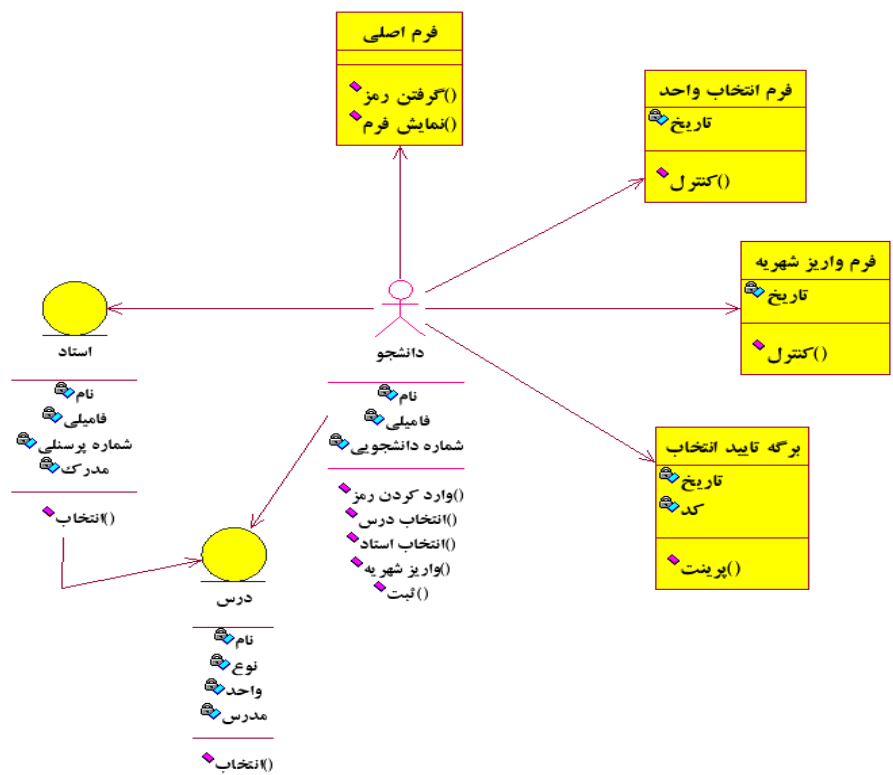 فرم اصلی
گرفتن رمز()
نمایش فرم()
فرم انتخاب واحد
تاریخ
کنترل()
فرم واریز شهریه
تاریخ
کنترل()
برگه تایید انتخاب
تاریخ
کد
پرینت()
دانشجو
نام
فامیلی
شماره دانشجویی
وارد کردن رمز()
انتخاب درس()
انتخاب استاد()
واریز شهریه()
ثبت()
استاد
نام
فامیلی
شماره پرسنلی
مدرک
انتخاب()
درس
نام
نوع
واحد
مدرس
انتخاب()